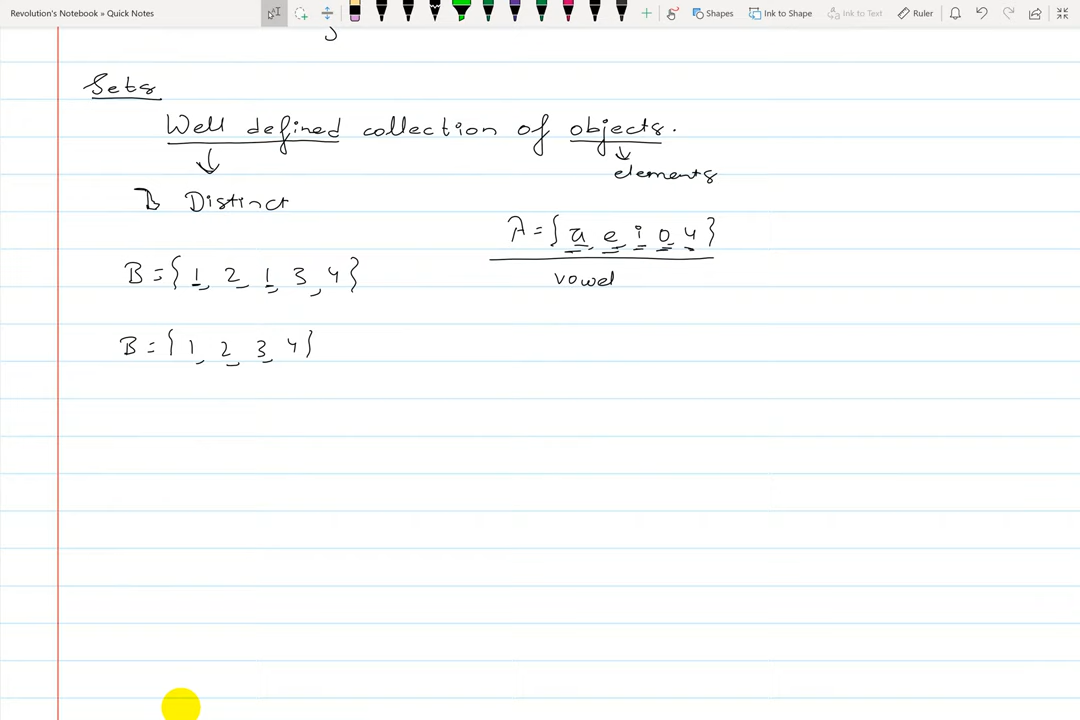 Revolution's Notebook » Quick Notes
Shapes
Ink to Shape
Ink to Text
Ruler
Sets
Well defined collection of objects.
elements
Distinct
A = { a, e, i, o, u }
vowel
B = { 1, 2, 1, 3, 4 }
B = { 1, 2, 3, 4 }